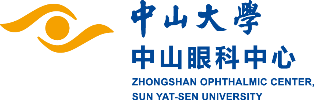 中山大學
中山眼科中心
ZHONGSHAN OPHTHALMIC CENTER,
SUN YAT-SEN UNIVERSITY